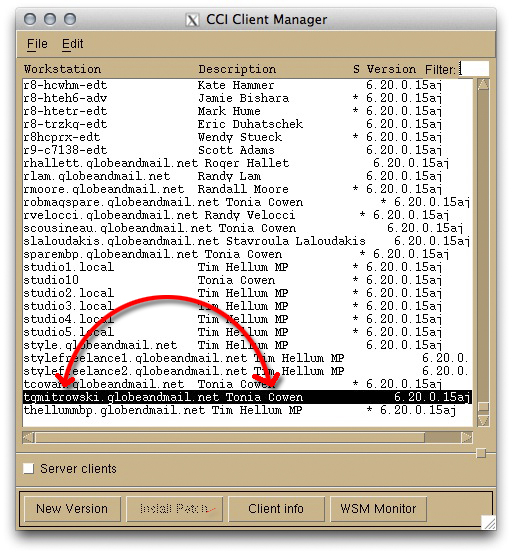 CCI Client Manager
File Edit
Workstation Description S Version Filter:
r8-hcwhm-edt Kate Hammer 6.20.0.15aj
r8-hteh6-adv Jamie Bishara * 6.20.0.15aj
r8-htetr-edt Mark Hume * 6.20.0.15aj
r8-trzkq-edt Eric Duhatschek 6.20.0.15aj
r8hcprx-edt Wendy Stueck * 6.20.0.15aj
r9-c7138-edt Scott Adams 6.20.0.15aj
rhallett.globeandmail.net Roger Hallet 6.20.0.15aj
rlam.globeandmail.net Randy Lam 6.20.0.15aj
rmoore.globeandmail.net Randall Moore * 6.20.0.15aj
robmaqspare.globeandmail.net Tonia Cowen * 6.20.0.15aj
rvelocci.globeandmail.net Randy Velocci 6.20.0.15aj
scousineau.globeandmail.net Tonia Cowen 6.20.0.15aj
slaloudakis.globeandmail.net Stavroula Laloudakis 6.20.0.15aj
sparembp.globeandmail.net Tonia Cowen 6.20.0.15aj
studio1.local Tim Hellum MP * 6.20.0.15aj
studio10 Tonia Cowen * 6.20.0.15aj
studio2.local Tim Hellum MP * 6.20.0.15aj
studio3.local Tim Hellum MP * 6.20.0.15aj
studio4.local Tim Hellum MP * 6.20.0.15aj
studio5.local Tim Hellum MP * 6.20.0.15aj
style.globeandmail.net Tim Hellum MP 6.20.0.15aj
stylefreelance1.globeandmail.net Tim Hellum MP 6.20.0.
stylefreelance2.globeandmail.net Tim Hellum MP 6.20.0.
tcowan.globeandmail.net Tonia Cowen * 6.20.0.15aj
tgmitrowski.globeandmail.net Tonia Cowen 6.20.0.15aj
thellummbp.globeandmail.net Tim Hellum MP * 6.20.0.15aj
Server clients
New Version Install Patch Client info WSM Monitor